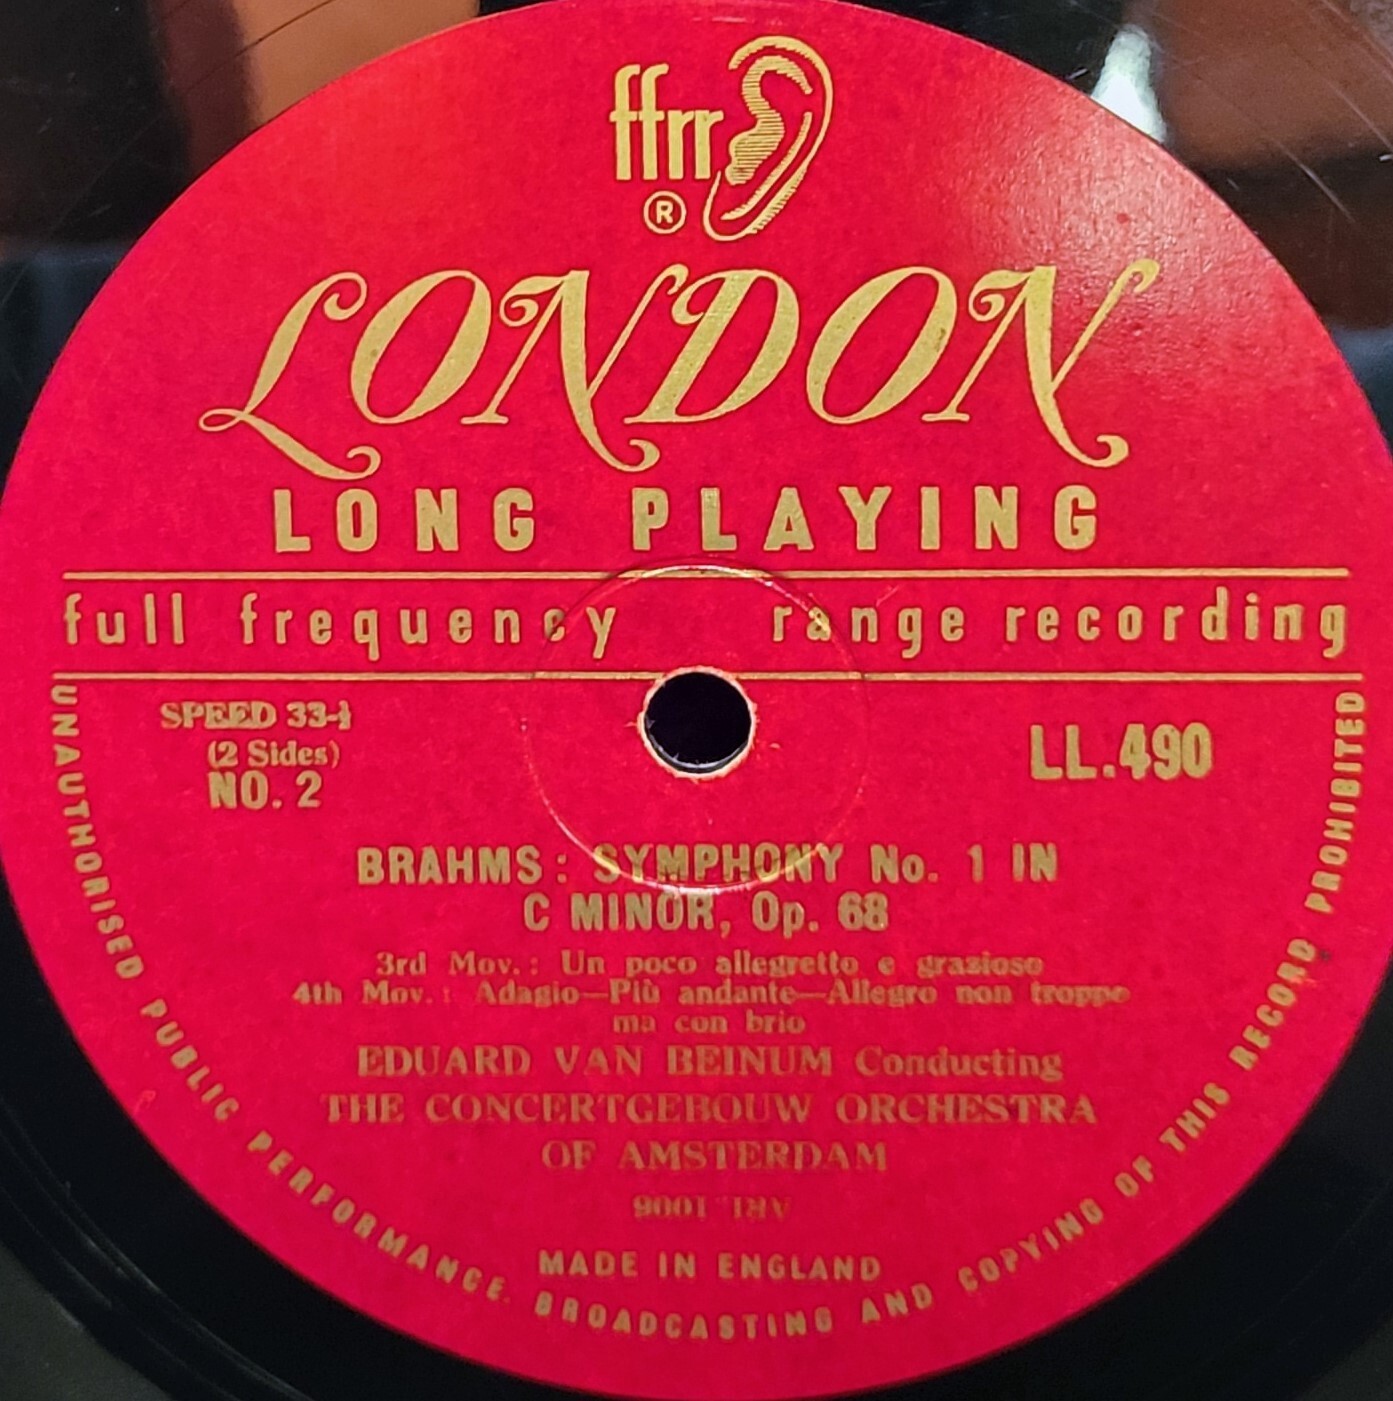 ffrr
®
LONDON
LONG PLAYING
full frequency range recording
SPEED 33-⅓
(2 Sides)
NO. 2
LL.490
BRAHMS: SYMPHONY No. 1 IN
C MINOR, Op. 68
3rd Mov.: Un poco allegretto e grazioso
4th Mov.: Adagio—Più andante—Allegro non troppo
ma con brio
EDUARD VAN BEINUM Conducting
THE CONCERTGEBOUW ORCHESTRA
OF AMSTERDAM
MADE IN ENGLAND
UNAUTHORISED PUBLIC PERFORMANCE. BROADCASTING AND COPYING OF THIS RECORD PROHIBITED